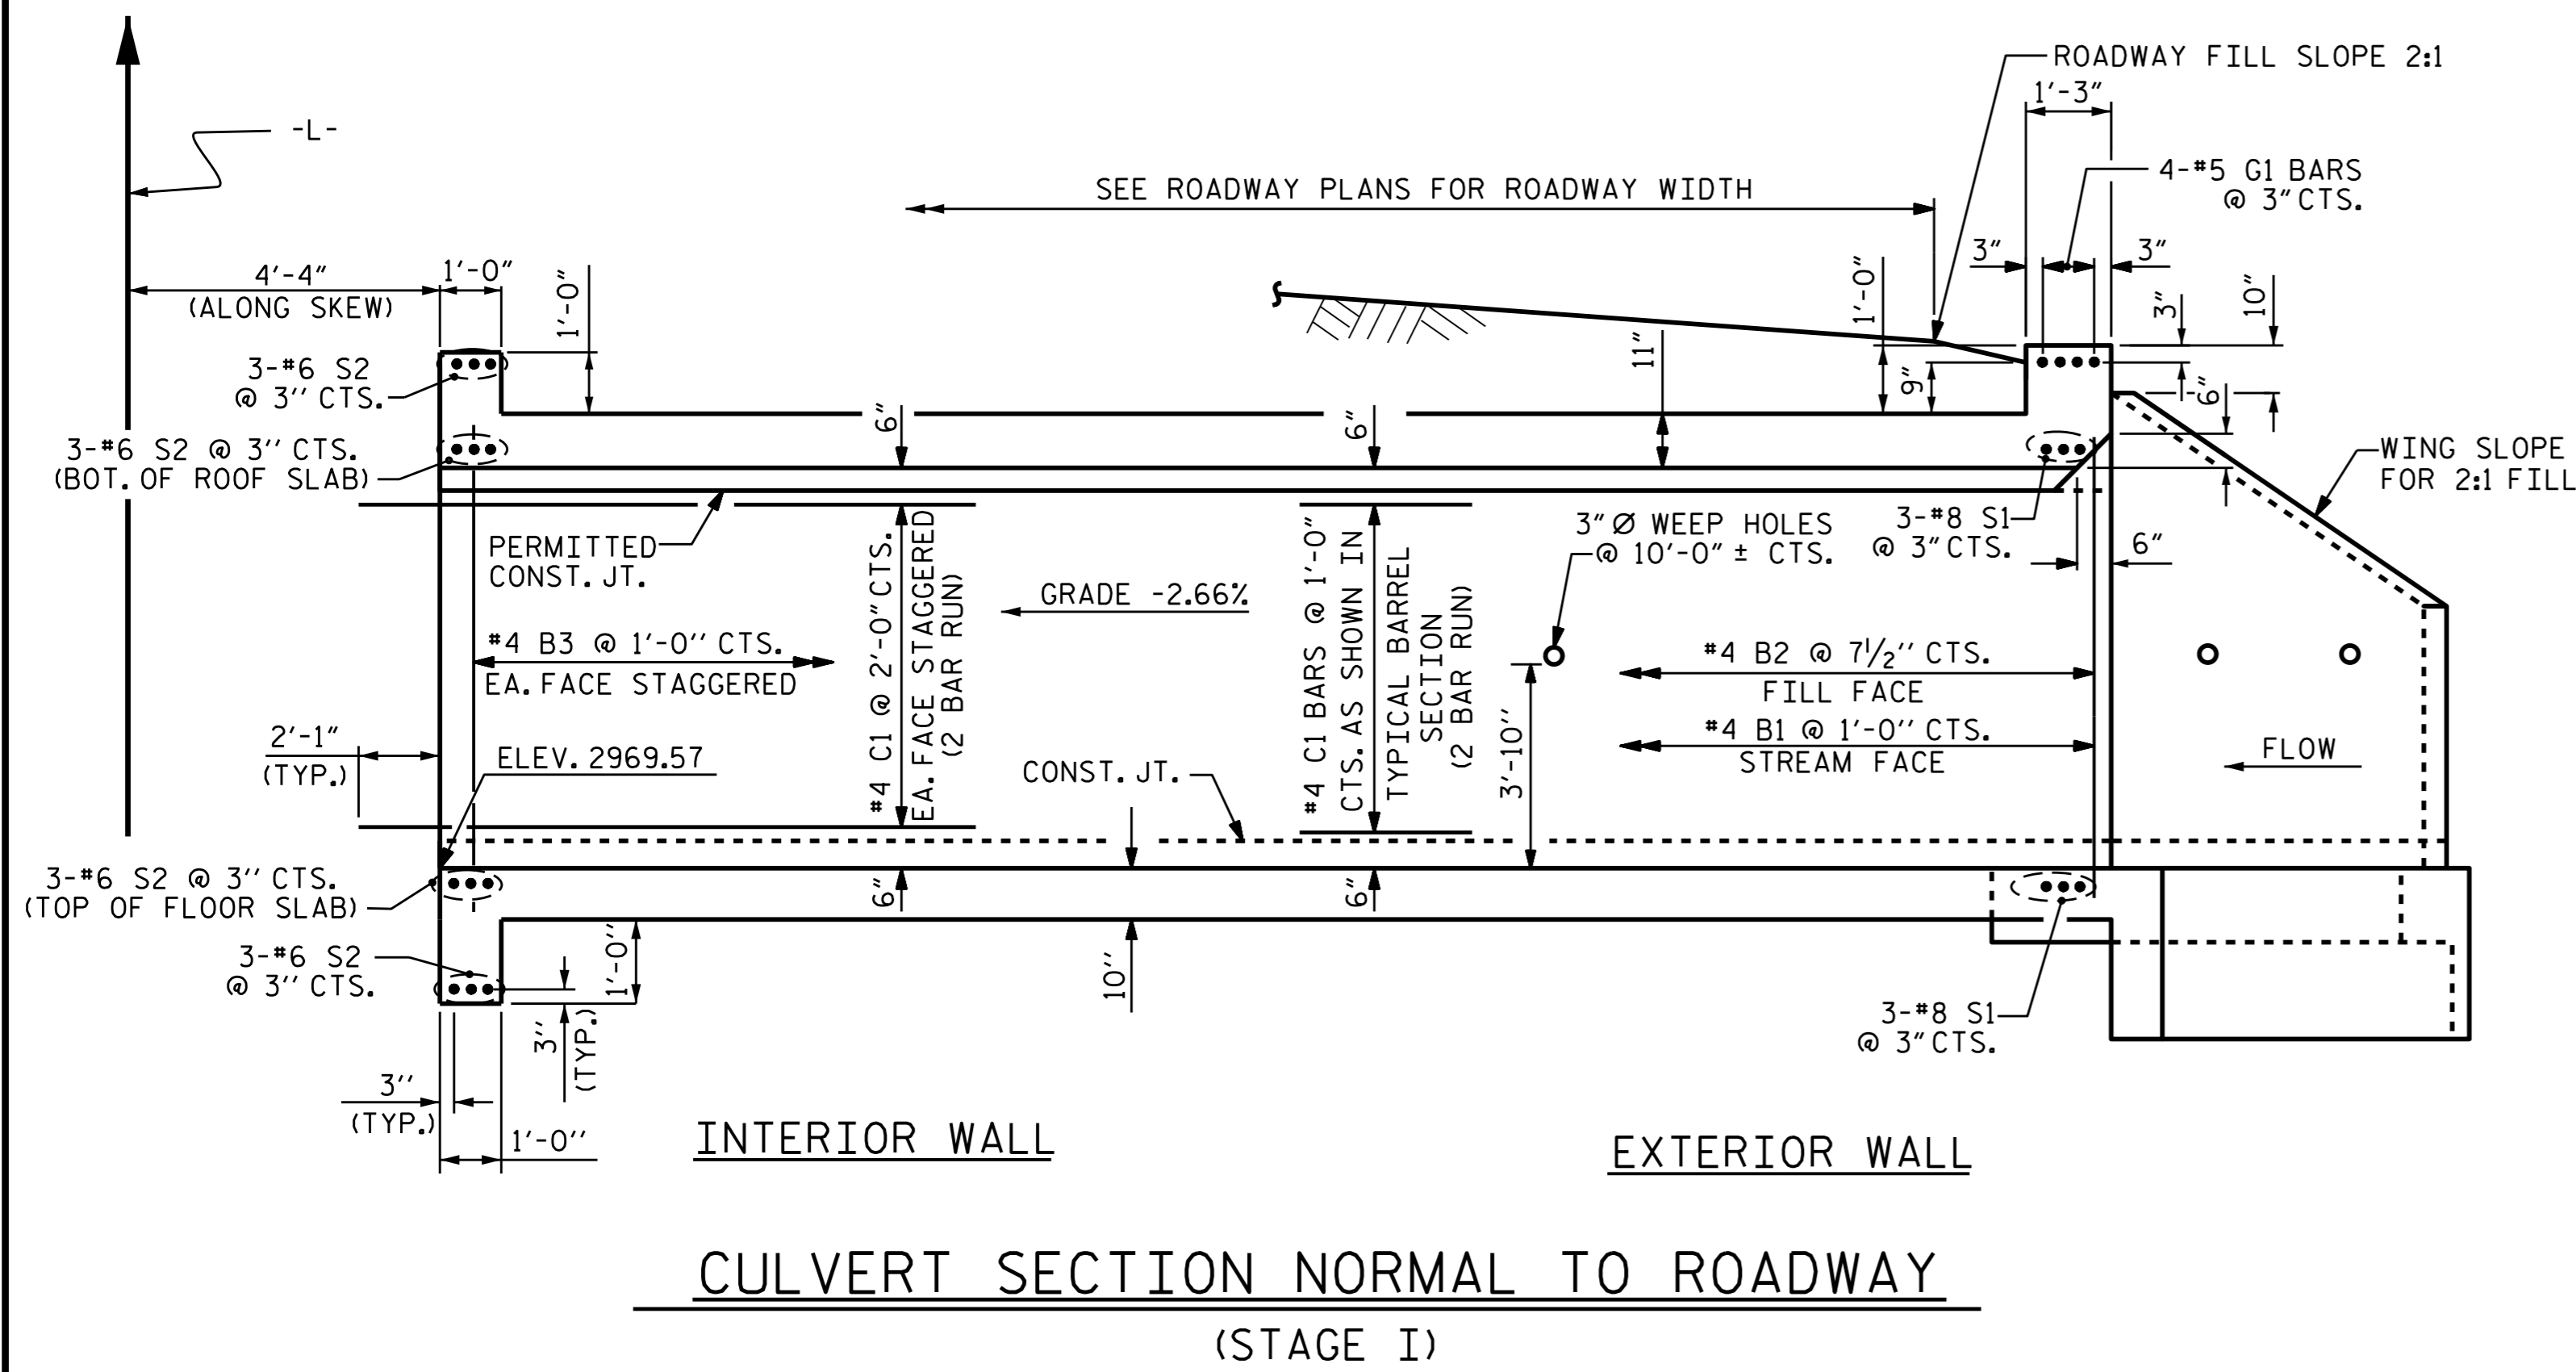 ROADWAY FILL SLOPE 2:1
1'-3"
-L-
4-#5 G1 BARS
@ 3" CTS.
SEE ROADWAY PLANS FOR ROADWAY WIDTH
3"
3"
4'-4"
(ALONG SKEW)
1'-0"
1'-0"
1'-0"
3"
10"
3-#6 S2
@ 3'' CTS.
11"
9"
6"
6"
6"
3-#6 S2 @ 3'' CTS.
(BOT. OF ROOF SLAB)
WING SLOPE
FOR 2:1 FILL
PERMITTED
CONST. JT.
#4 C1 @ 2'-0" CTS.
EA. FACE STAGGERED
(2 BAR RUN)
#4 C1 BARS @ 1'-0"
CTS. AS SHOWN IN
TYPICAL BARREL
SECTION
(2 BAR RUN)
3" Ø WEEP HOLES
@ 10'-0" ± CTS.
3-#8 S1
@ 3" CTS.
6"
GRADE -2.66%
#4 B3 @ 1'-0'' CTS.
EA. FACE STAGGERED
#4 B2 @ 7 1/2'' CTS.
FILL FACE
#4 B1 @ 1'-0'' CTS.
STREAM FACE
3'-10''
2'-1"
(TYP.)
ELEV. 2969.57
CONST. JT.
FLOW
3-#6 S2 @ 3'' CTS.
(TOP OF FLOOR SLAB)
6"
6"
3-#6 S2
@ 3'' CTS.
1'-0''
10''
3''
(TYP.)
3-#8 S1
@ 3" CTS.
3''
(TYP.)
1'-0''
INTERIOR WALL
EXTERIOR WALL
CULVERT SECTION NORMAL TO ROADWAY
(STAGE I)